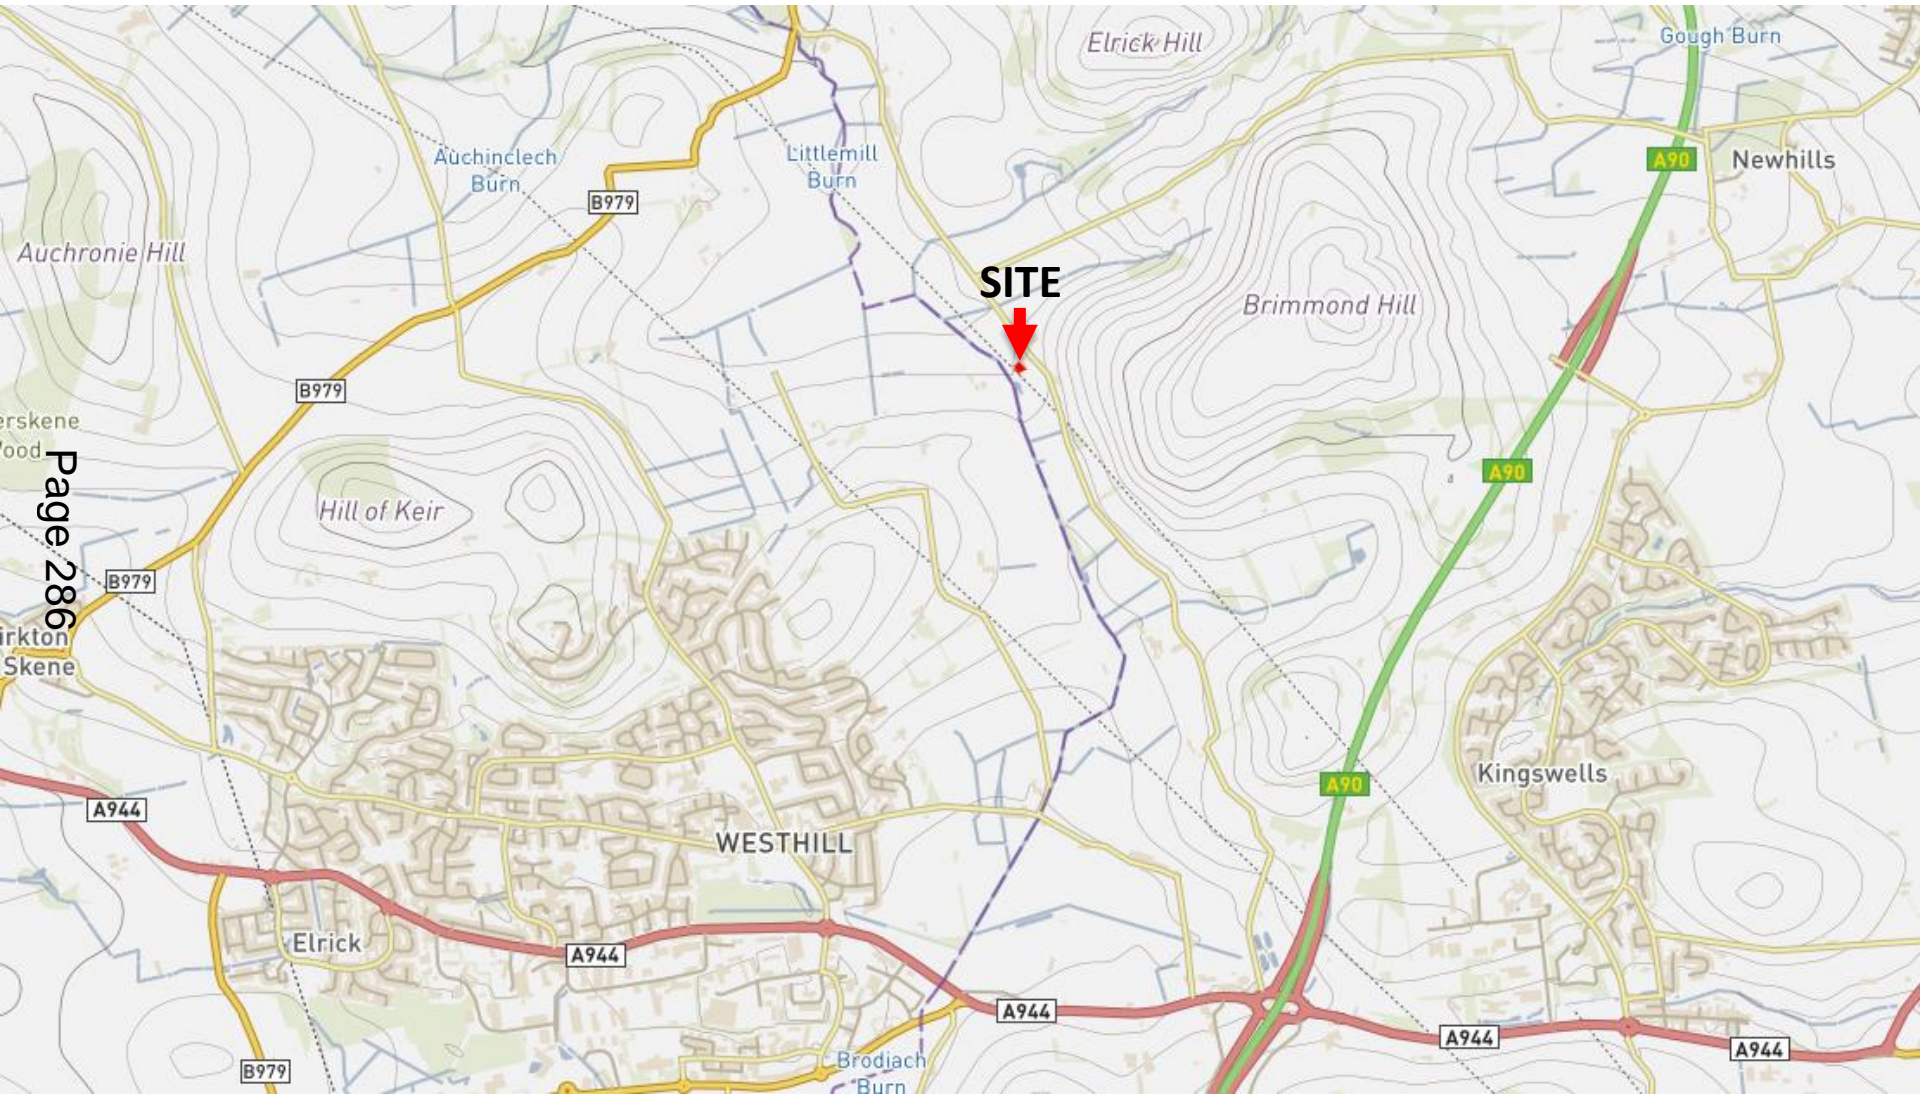 Elrick Hill
Gough Burn
Auchinclech
Burn
Littlemill
Burn
A90
Newhills
B979
Auchronie Hill
SITE
Brimmond Hill
B979
erskene
A90
Hill of Keir
Page 286
B979
irkton
Skene
Kingswells
A90
A944
WESTHILL
Elrick
A944
A944
A944
A944
Brodiach
Burn
B979